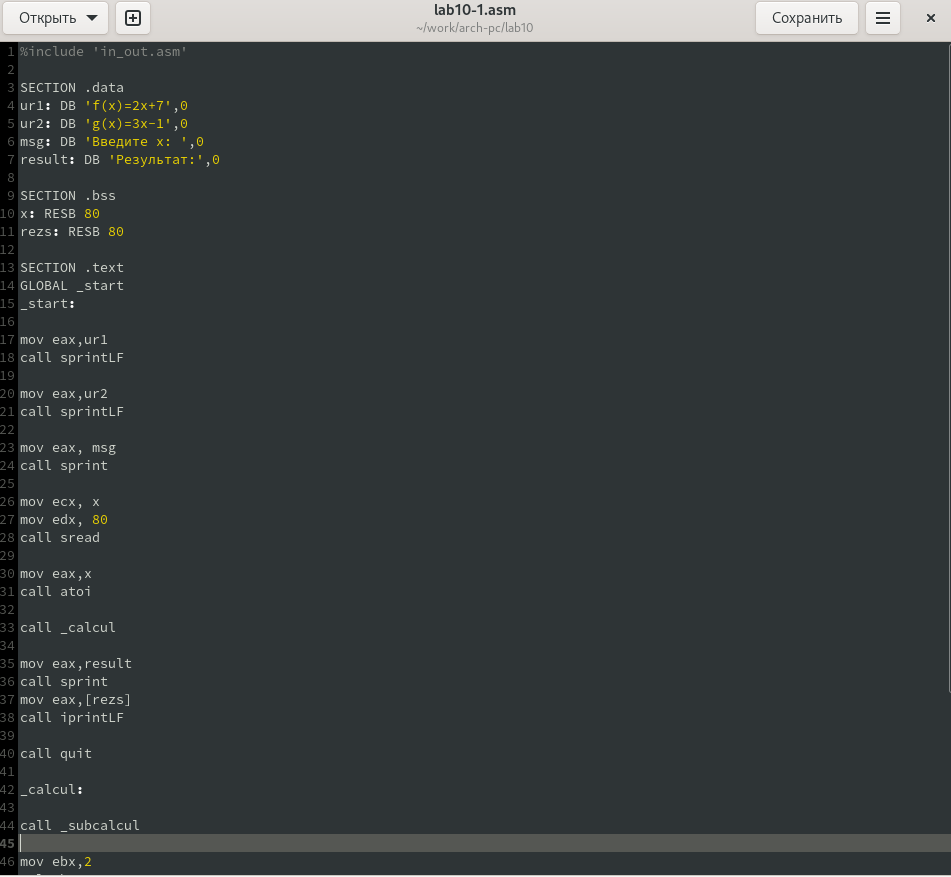 Открыть
lab10-1.asm
~/work/arch-pc/lab10
Сохранить
1 %include 'in_out.asm'
2
3 SECTION .data
4 ur1: DB 'f(x)=2x+7',0
5 ur2: DB 'g(x)=3x-1',0
6 msg: DB 'Введите x: ',0
7 result: DB 'Результат:',0
8
9 SECTION .bss
10 x: RESB 80
11 rezs: RESB 80
12
13 SECTION .text
14 GLOBAL _start
15 _start:
16
17 mov eax,ur1
18 call sprintLF
19
20 mov eax,ur2
21 call sprintLF
22
23 mov eax, msg
24 call sprint
25
26 mov ecx, x
27 mov edx, 80
28 call sread
29
30 mov eax,x
31 call atoi
32
33 call _calcul
34
35 mov eax,result
36 call sprint
37 mov eax,[rezs]
38 call iprintLF
39
40 call quit
41
42 _calcul:
43
44 call _subcalcul
45
46 mov ebx,2